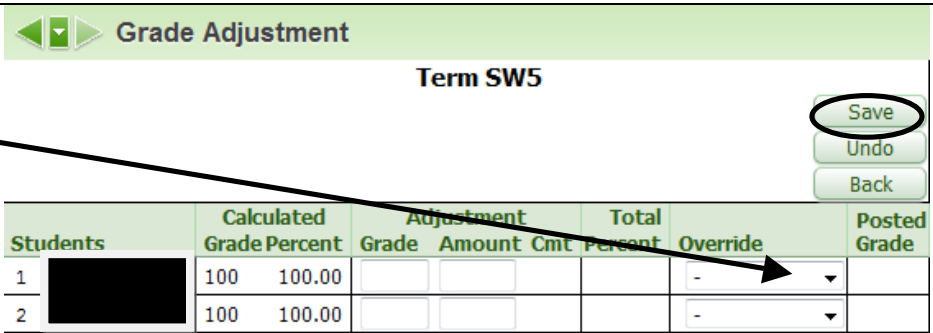 Grade Adjustment
Term SW5
Save
Undo
Back
Calculated Adjustment Total Posted
Students Grade Percent Grade Amount Cmt Percent Override Grade
1 100 100.00 -
2 100 100.00 -